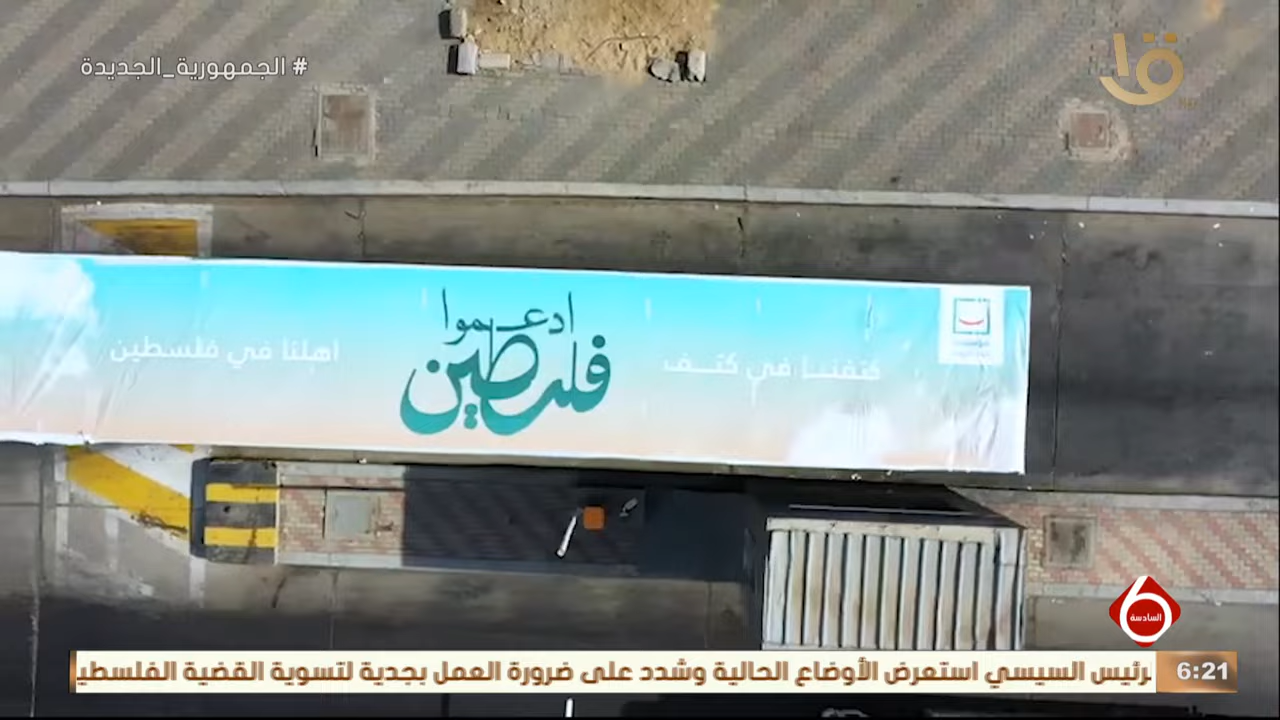 # الجمهورية_الجديدة
ادعموا
فلسطين
كتفنا في كتف
اهلنا في فلسطين
السادسة
6:21
لرئيس السيسي استعرض الأوضاع الحالية وشدد على ضرورة العمل بجدية لتسوية القضية الفلسطي